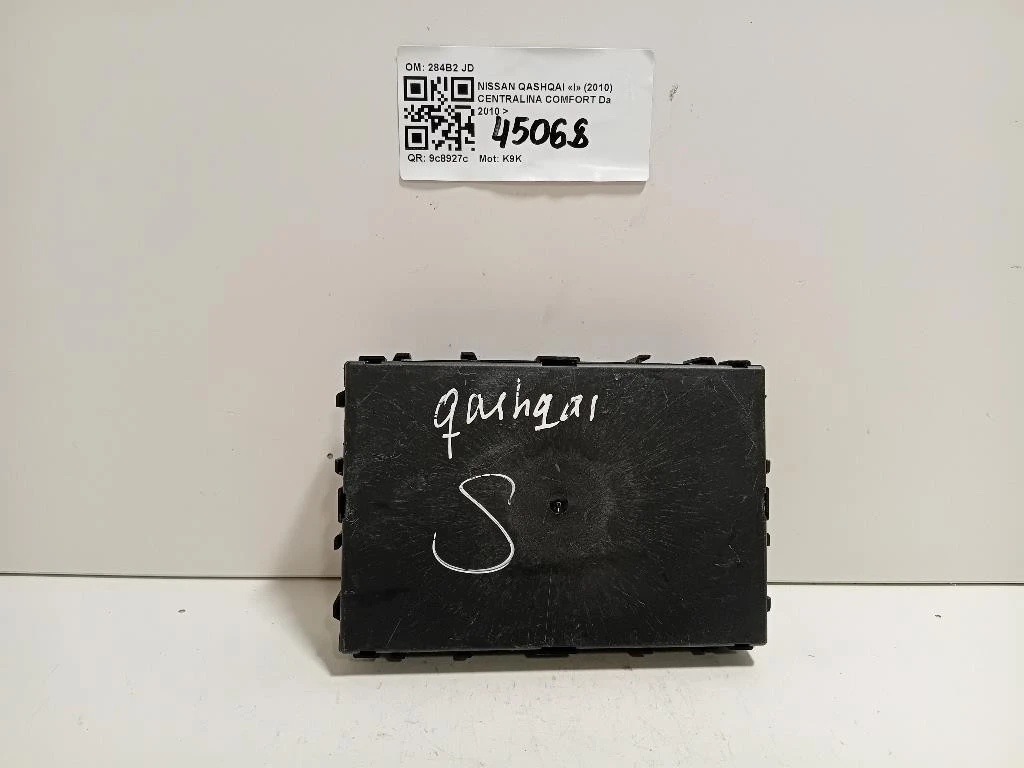 OM: 284B2 JD
NISSAN QASHQAI «I» (2010)
CENTRALINA COMFORT Da
2010 >
45068
QR: 9c8927c Mot: K9K
qashqai
S